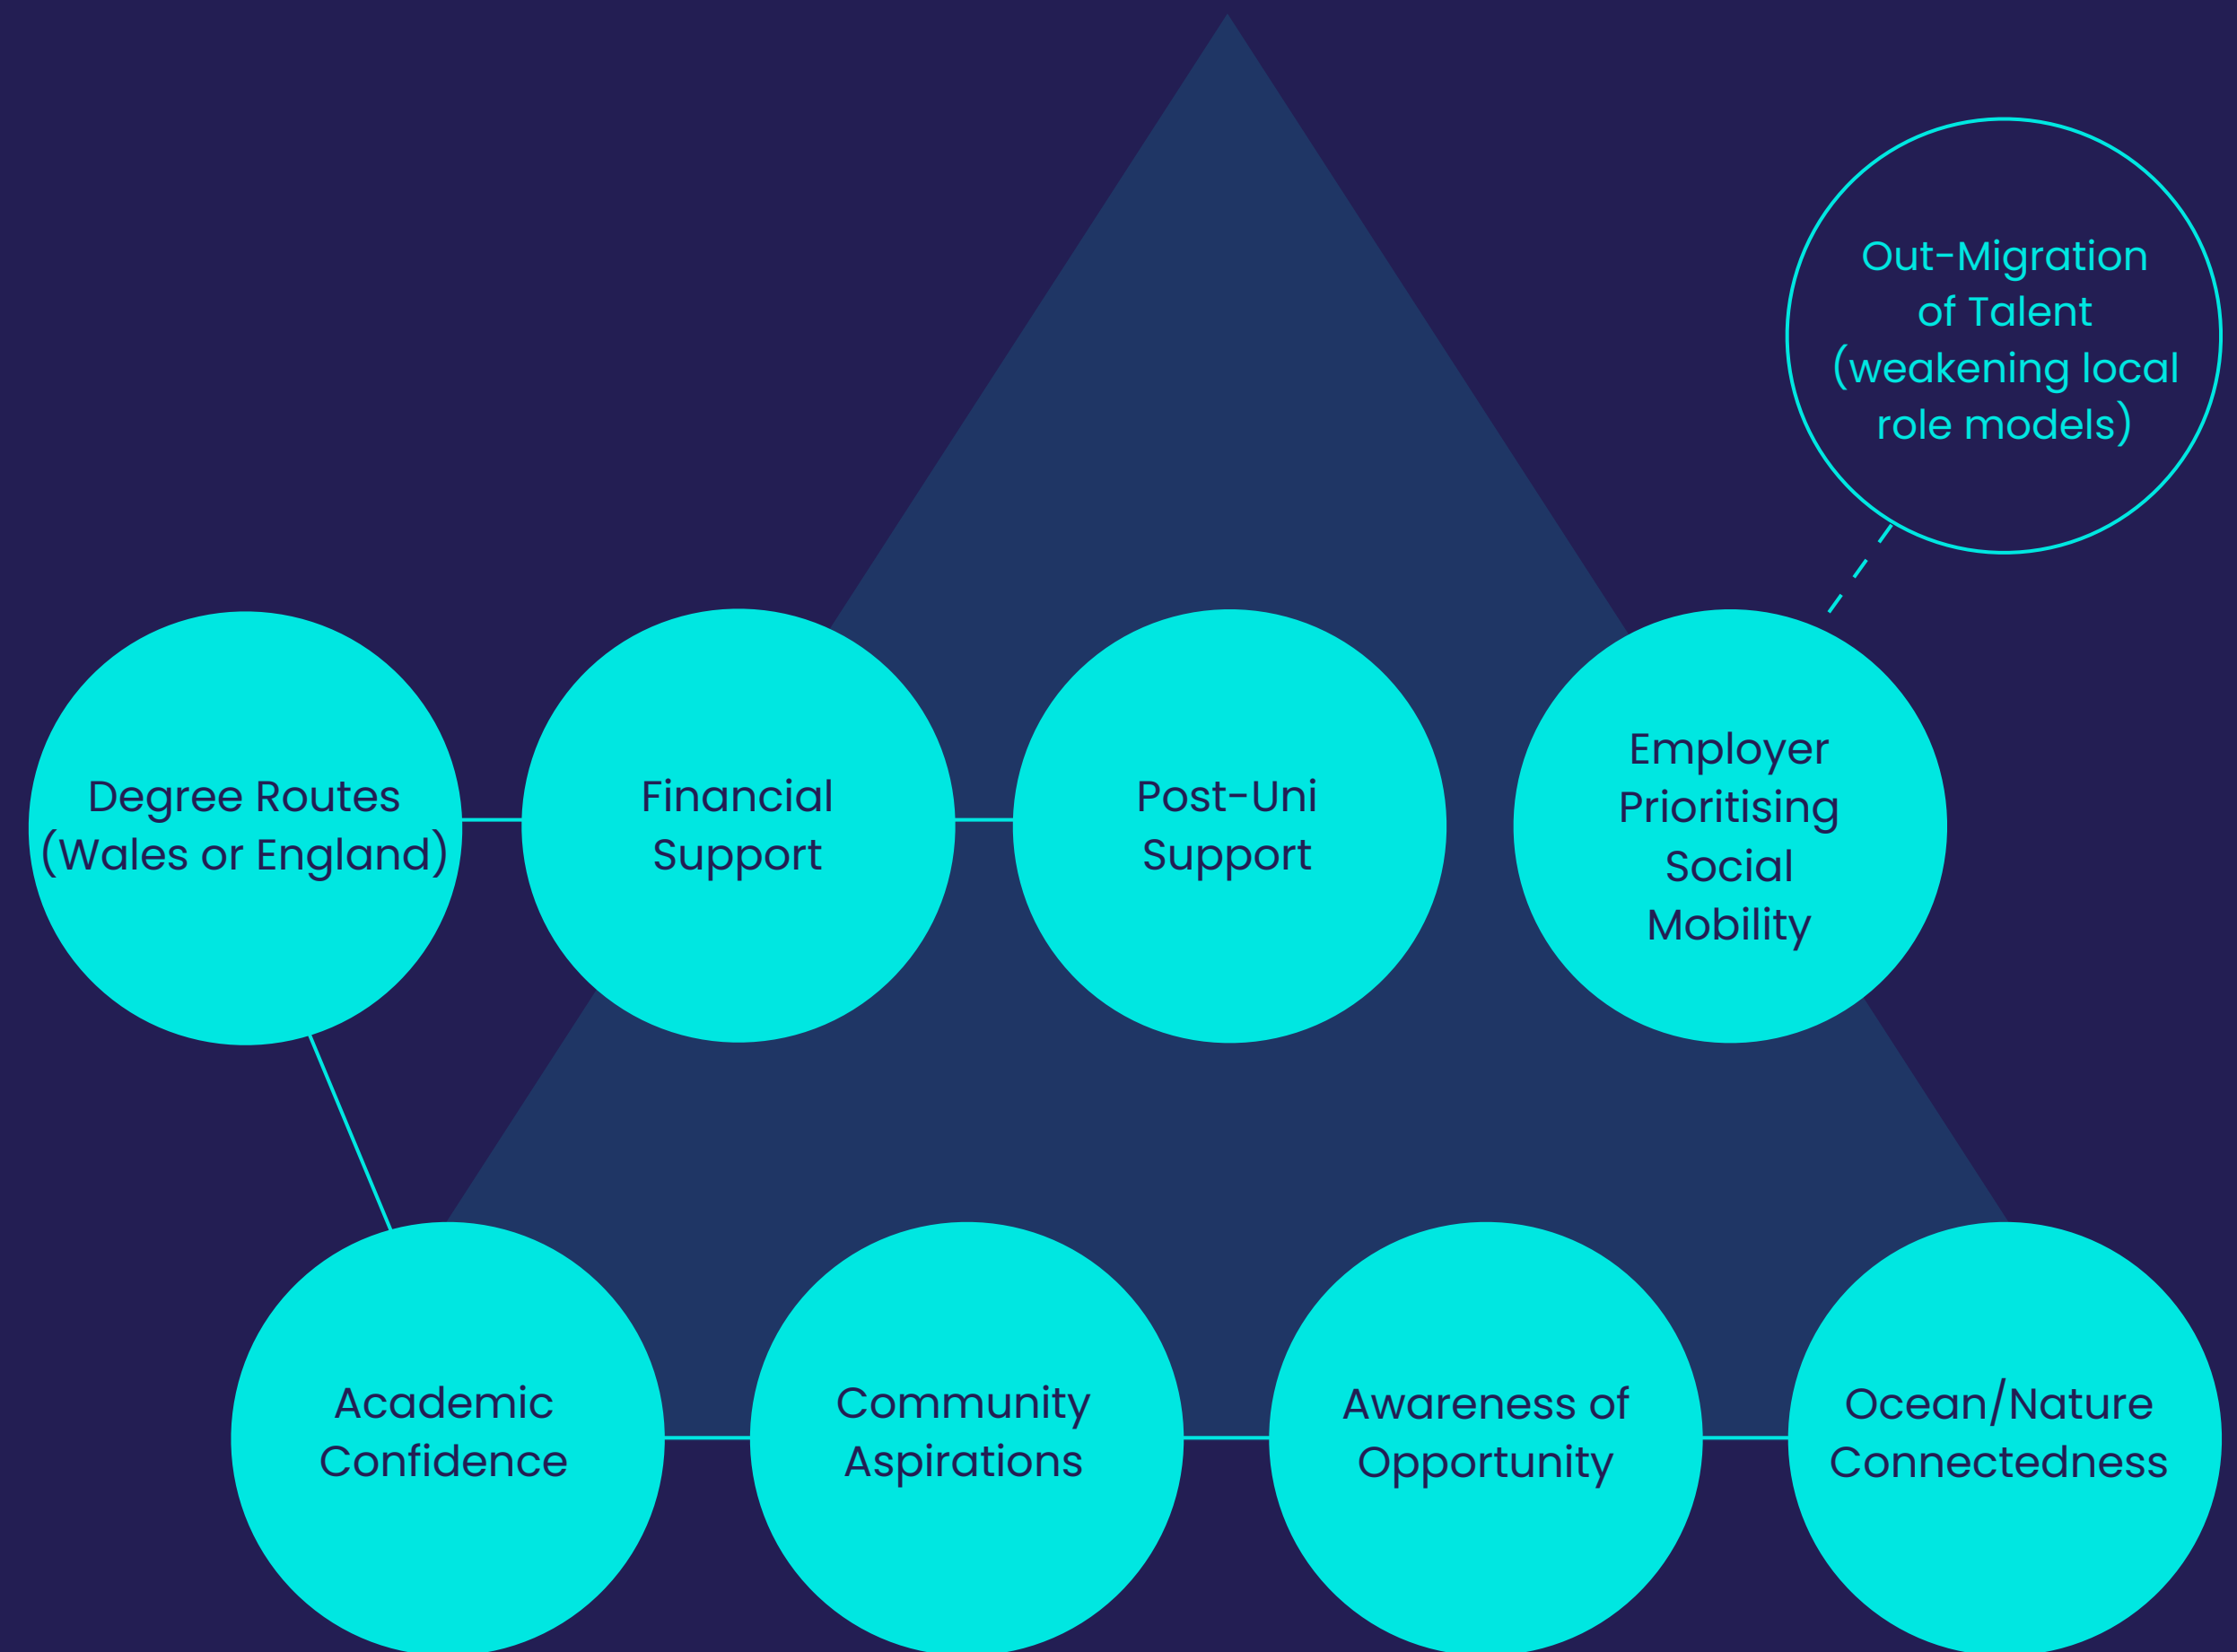 Out-Migration
of Talent
(weakening local
role models)
Degree Routes
(Wales or England)
Financial
Support
Post-Uni
Support
Employer
Prioritising
Social
Mobility
Academic
Confidence
Community
Aspirations
Awareness of
Opportunity
Ocean/Nature
Connectedness